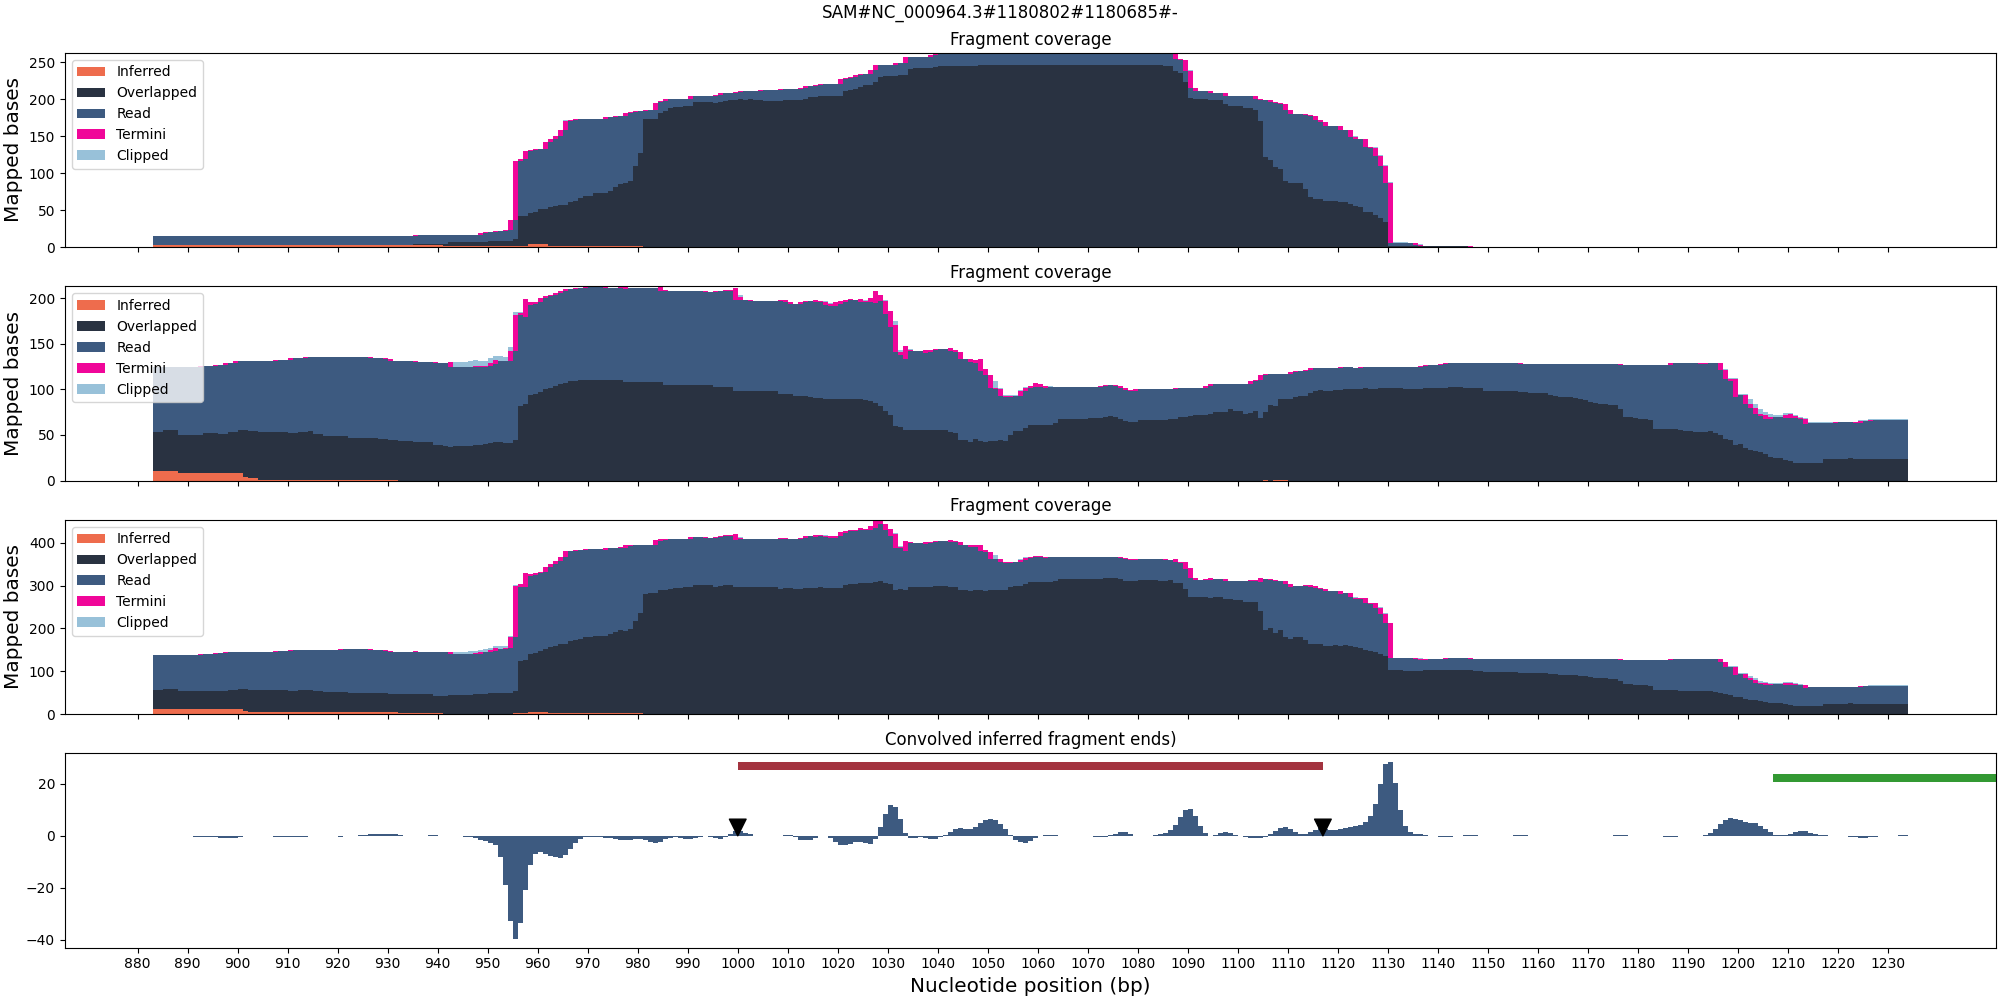 SAM#NC_000964.3#1180802#1180685#-
Fragment coverage
Mapped bases
250
200
150
100
50
0
Inferred
Overlapped
Read
Termini
Clipped
Fragment coverage
Mapped bases
200
150
100
50
0
Inferred
Overlapped
Read
Termini
Clipped
Fragment coverage
Mapped bases
400
300
200
100
0
Inferred
Overlapped
Read
Termini
Clipped
Convolved inferred fragment ends)
20
0
−20
−40
880 890 900 910 920 930 940 950 960 970 980 990 1000 1010 1020 1030 1040 1050 1060 1070 1080 1090 1100 1110 1120 1130 1140 1150 1160 1170 1180 1190 1200 1210 1220 1230
Nucleotide position (bp)